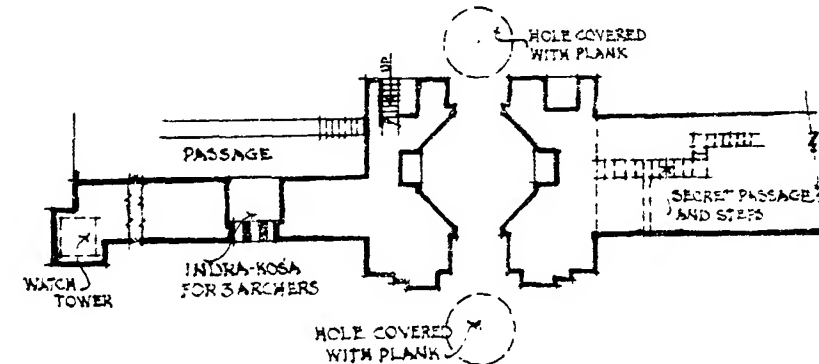 HOLE COVERED
WITH PLANK
UP
PASSAGE
N
SECRET PASSAGE
AND STEPS
WATCH
TOWER
INDRA-KOSA
FOR 3 ARCHERS
HOLE COVERED
WITH PLANK